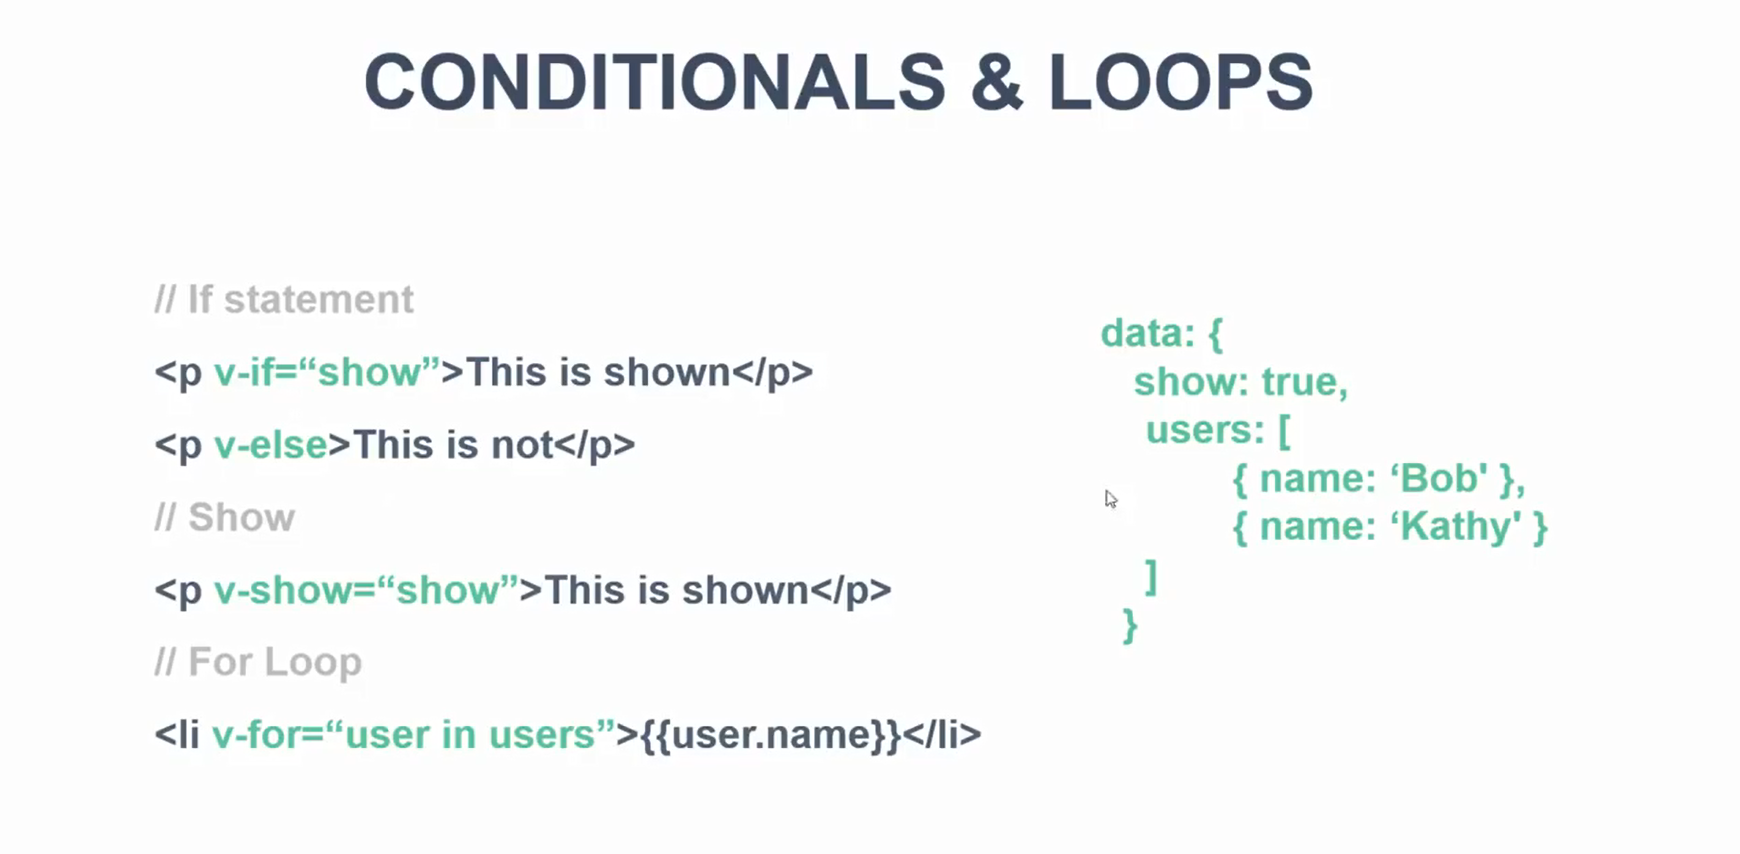 CONDITIONALS & LOOPS
// If statement
<p v-if=“show”>This is shown</p>
<p v-else>This is not</p>
// Show
<p v-show=“show”>This is shown</p>
// For Loop
<li v-for=“user in users”>{{user.name}}</li>
data: {
show: true,
users: [
{ name: ‘Bob' },
{ name: ‘Kathy' }
]
}